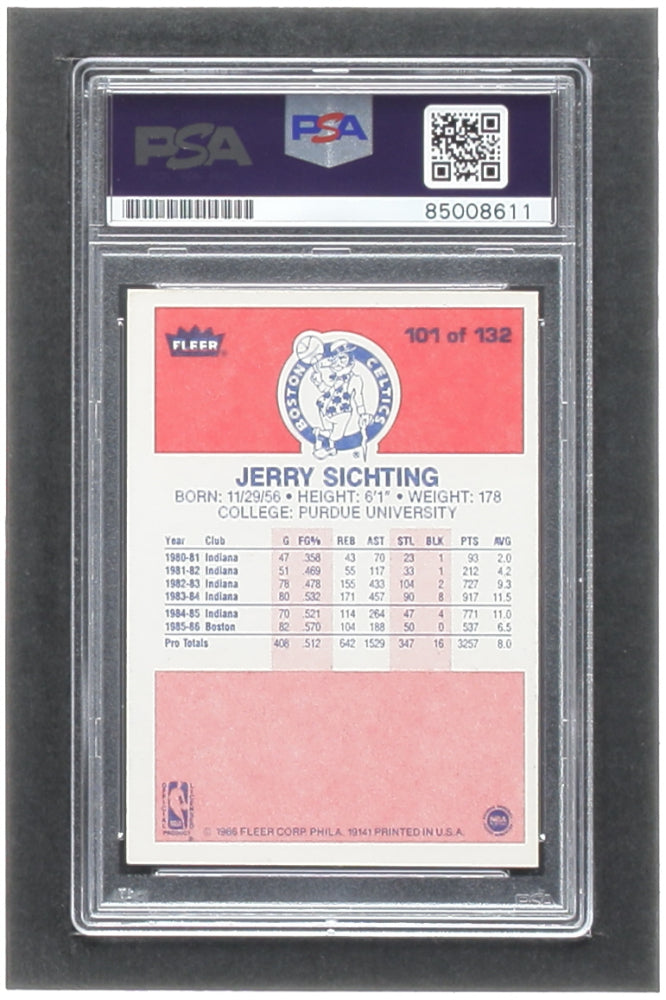 PSA PSA
85008611
FLEER
101 of 132
BOSTON CELTICS
JERRY SICHTING
BORN: 11/29/56 • HEIGHT: 6'1" • WEIGHT: 178
COLLEGE: PURDUE UNIVERSITY
Year Club G FG% REB AST STL BLK PTS AVG
1980-81 Indiana 47 .358 43 70 23 1 93 2.0
1981-82 Indiana 51 .469 55 117 33 1 212 4.2
1982-83 Indiana 78 .478 155 433 104 2 727 9.3
1983-84 Indiana 80 .532 171 457 90 8 917 11.5
1984-85 Indiana 70 .521 114 264 47 4 771 11.0
1985-86 Boston 82 .570 104 188 50 0 537 6.5
Pro Totals 408 .512 642 1529 347 16 3257 8.0
OFFICIAL LICENSED
PRODUCT
© 1986 FLEER CORP. PHILA. 19141 PRINTED IN U.S.A.
PSA